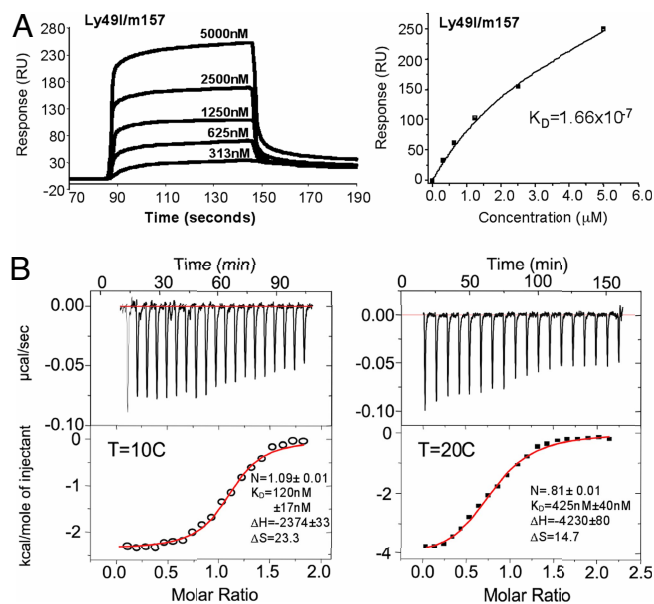 A
Ly49I/m157
Response (RU)
280
230
180
130
80
30
-20
5000nM
2500nM
1250nM
625nM
313nM
70 90 110 130 150 170 190
Time (seconds)
Ly49I/m157
Response (RU)
250
200
150
100
50
0
K_D=1.66x10^-7
0.0 1.0 2.0 3.0 4.0 5.0 6.0
Concentration (μM)
B
Time (min)
0 30 60 90
µcal/sec
0.00
-0.05
-0.10
kcal/mole of injectant
0
-1
-2
T=10C
N=1.09± 0.01
K_D=120nM
±17nM
ΔH=-2374±33
ΔS=23.3
0.0 0.5 1.0 1.5 2.0
Molar Ratio
Time (min)
0 50 100 150
0.00
-0.05
-0.10
0
-2
-4
T=20C
N=.81± 0.01
K_D=425nM±40nM
ΔH=-4230±80
ΔS=14.7
0.0 0.5 1.0 1.5 2.0 2.5
Molar Ratio